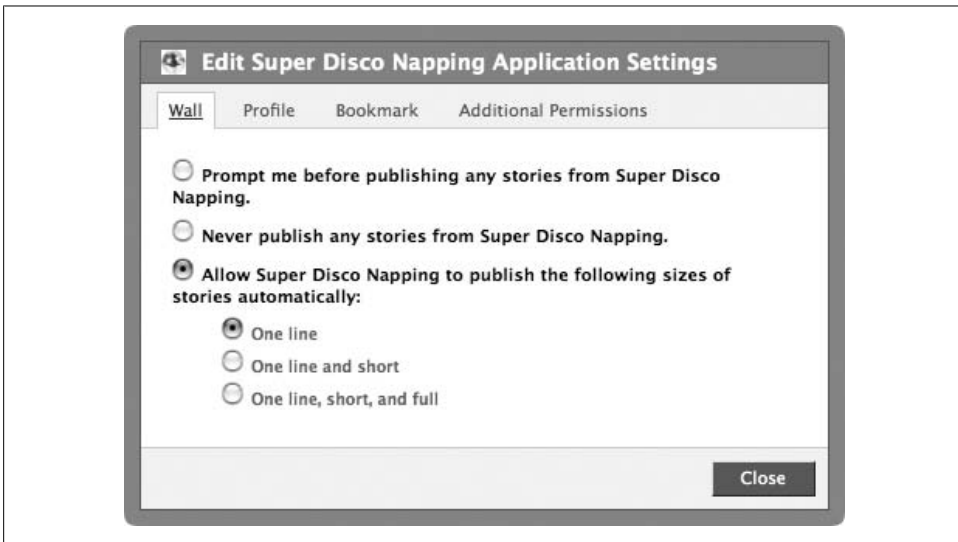 Edit Super Disco Napping Application Settings
Wall Profile Bookmark Additional Permissions
Prompt me before publishing any stories from Super Disco
Napping.
Never publish any stories from Super Disco Napping.
Allow Super Disco Napping to publish the following sizes of
stories automatically:
One line
One line and short
One line, short, and full
Close